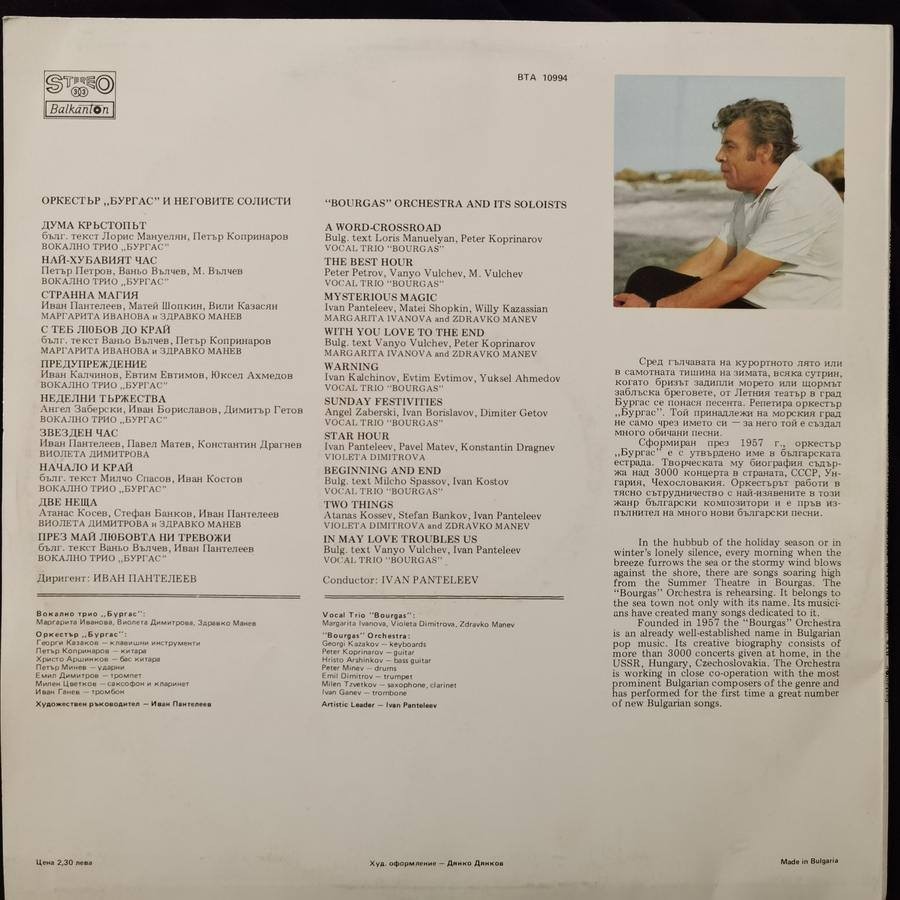 STEREO
33
Balkanton
BTA 10994
ОРКЕСТЪР „БУРГАС” И НЕГОВИТЕ СОЛИСТИ
ДУМА КРЪСТОПЪТ
бълг. текст Лорис Мануелян, Петър Копринаров
ВОКАЛНО ТРИО „БУРГАС”
НАЙ-ХУБАВИЯТ ЧАС
Петър Петров, Ваньо Вълчев, М. Вълчев
ВОКАЛНО ТРИО „БУРГАС”
СТРАННА МАГИЯ
Иван Пантелеев, Матей Шопкин, Вили Казасян
МАРГАРИТА ИВАНОВА и ЗДРАВКО МАНЕВ
С ТЕБ ЛЮБОВ ДО КРАЙ
бълг. текст Ваньо Вълчев, Петър Копринаров
МАРГАРИТА ИВАНОВА и ЗДРАВКО МАНЕВ
ПРЕДУПРЕЖДЕНИЕ
Иван Калчинов, Евтим Евтимов, Юксел Ахмедов
ВОКАЛНО ТРИО „БУРГАС”
НЕДЕЛНИ ТЪРЖЕСТВА
Ангел Заберски, Иван Бориславов, Димитър Гетов
ВОКАЛНО ТРИО „БУРГАС”
ЗВЕЗДЕН ЧАС
Иван Пантелеев, Павел Матев, Константин Драгнев
ВИОЛЕТА ДИМИТРОВА
НАЧАЛО И КРАЙ
бълг. текст Милчо Спасов, Иван Костов
ВОКАЛНО ТРИО „БУРГАС”
ДВЕ НЕЩА
Атанас Косев, Стефан Банков, Иван Пантелеев
ВИОЛЕТА ДИМИТРОВА и ЗДРАВКО МАНЕВ
ПРЕЗ МАЙ ЛЮБОВТА НИ ТРЕВОЖИ
бълг. текст Ваньо Вълчев, Иван Пантелеев
ВОКАЛНО ТРИО „БУРГАС”
Диригент: ИВАН ПАНТЕЛЕЕВ
Вокално трио „Бургас”:
Маргарита Иванова, Виолета Димитрова, Здравко Манев
Оркестър „Бургас”:
Георги Казаков — клавишни инструменти
Петър Копринаров — китара
Христо Аршинков — бас китара
Петър Минев — ударни
Емил Димитров — тромпет
Милен Цветков — саксофон и кларинет
Иван Ганев — тромбон
Художествен ръководител — Иван Пантелеев
"BOURGAS" ORCHESTRA AND ITS SOLOISTS
A WORD-CROSSROAD
Bulg. text Loris Manuelyan, Peter Koprinarov
VOCAL TRIO "BOURGAS"
THE BEST HOUR
Peter Petrov, Vanyo Vulchev, M. Vulchev
VOCAL TRIO "BOURGAS"
MYSTERIOUS MAGIC
Ivan Panteleev, Matei Shopkin, Willy Kazassian
MARGARITA IVANOVA and ZDRAVKO MANEV
WITH YOU LOVE TO THE END
Bulg. text Vanyo Vulchev, Peter Koprinarov
MARGARITA IVANOVA and ZDRAVKO MANEV
WARNING
Ivan Kalchinov, Evtim Evtimov, Yuksel Ahmedov
VOCAL TRIO "BOURGAS"
SUNDAY FESTIVITIES
Angel Zaberski, Ivan Borislavov, Dimiter Getov
VOCAL TRIO "BOURGAS"
STAR HOUR
Ivan Panteleev, Pavel Matev, Konstantin Dragnev
VIOLETA DIMITROVA
BEGINNING AND END
Bulg. text Milcho Spassov, Ivan Kostov
VOCAL TRIO "BOURGAS"
TWO THINGS
Atanas Kossev, Stefan Bankov, Ivan Panteleev
VIOLETA DIMITROVA and ZDRAVKO MANEV
IN MAY LOVE TROUBLES US
Bulg. text Vanyo Vulchev, Ivan Panteleev
VOCAL TRIO "BOURGAS"
Conductor: IVAN PANTELEEV
Vocal Trio "Bourgas":
Margarita Ivanova, Violeta Dimitrova, Zdravko Manev
"Bourgas" Orchestra:
Georgi Kazakov — keyboards
Peter Koprinarov — guitar
Hristo Arshinkov — bass guitar
Peter Minev — drums
Emil Dimitrov — trumpet
Milen Tzvetkov — saxophone, clarinet
Ivan Ganev — trombone
Artistic Leader — Ivan Panteleev
Сред гълчавата на курортното лято или
в самотната тишина на зимата, всяка сутрин,
когато бризът задипли морето или щормът
заблъска бреговете, от Летния театър в град
Бургас се понася песента. Репетира оркестър
„Бургас”. Той принадлежи на морския град
не само чрез името си — за него той е създал
много обичани песни.
Сформиран през 1957 г., оркестър
„Бургас” е с утвърдено име в българската
естрада. Творческата му биография съдър-
жа над 3000 концерта в страната, СССР, Ун-
гария, Чехословакия. Оркестърът работи в
тясно сътрудничество с най-изявените в този
жанр български композитори и е пръв из-
пълнител на много нови български песни.
In the hubbub of the holiday season or in
winter's lonely silence, every morning when the
breeze furrows the sea or the stormy wind blows
against the shore, there are songs soaring high
from the Summer Theatre in Bourgas. The
"Bourgas" Orchestra is rehearsing. It belongs to
the sea town not only with its name. Its musici-
ans have created many songs dedicated to it.
Founded in 1957 the "Bourgas" Orchestra
is an already well-established name in Bulgarian
pop music. Its creative biography consists of
more than 3000 concerts given at home, in the
USSR, Hungary, Czechoslovakia. The Orchestra
is working in close co-operation with the most
prominent Bulgarian composers of the genre and
has performed for the first time a great number
of new Bulgarian songs.
Цена 2,30 лева
Худ. оформление — Дянко Дянков
Made in Bulgaria